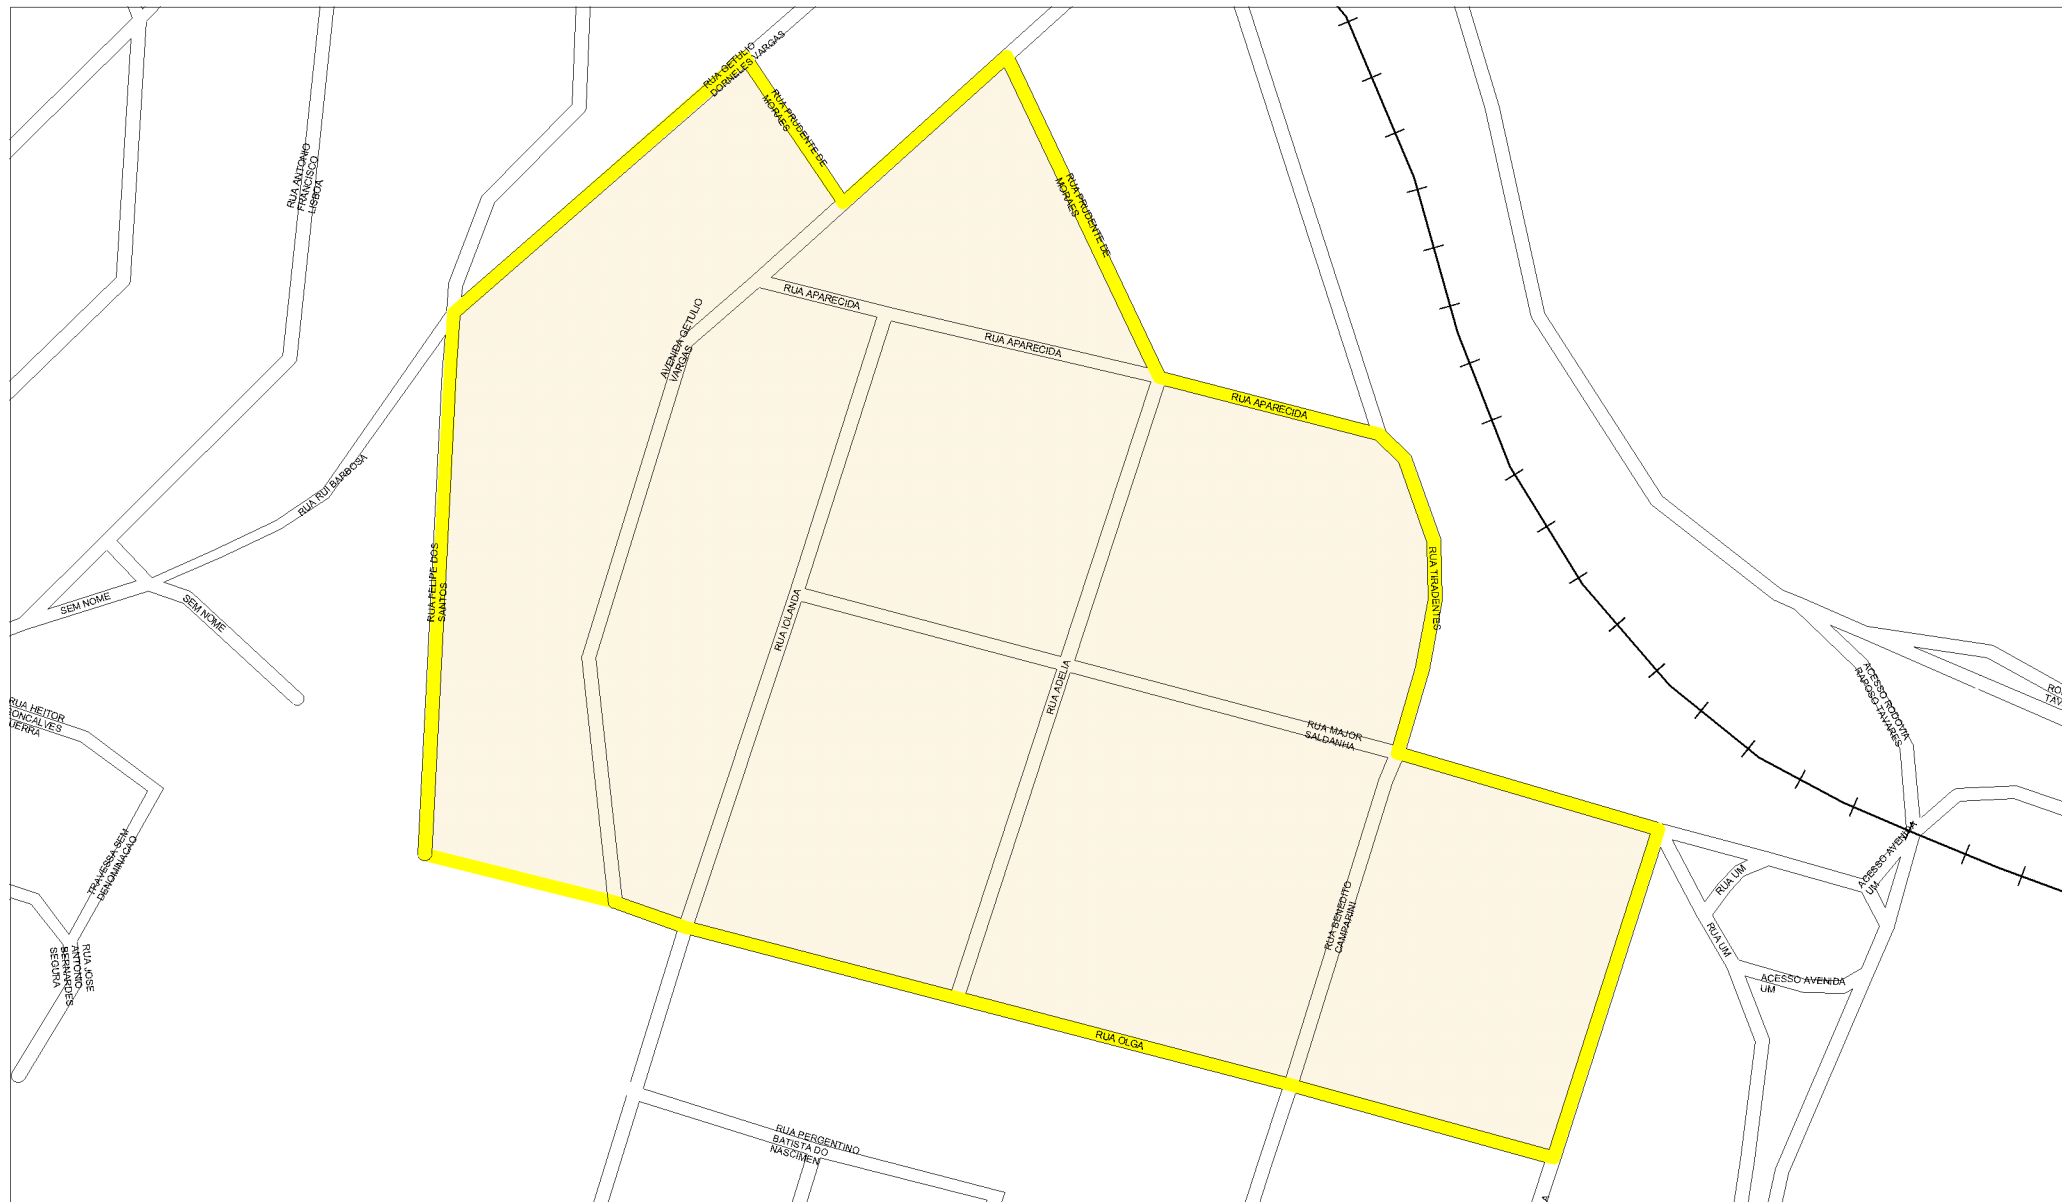 RUA GETULIO
DORNELES VARGAS
RUA PRUDENTE DE
MORAES
RUA ANTONIO
FRANCISCO
LISBOA
RUA PRUDENTE DE
MORAES
RUA APARECIDA
AVENIDA GETULIO
VARGAS
RUA APARECIDA
RUA APARECIDA
RUA RUI BARBOSA
RUA FELIPE DOS
SANTOS
RUA TIRADENTES
SEM NOME
SEM NOME
RUA IOLANDA
RUA ADELIA
ACESSO RODOVIA
RAPOSO TAVARES
RO
TAV
RUA HEITOR
GONCALVES
UERRA
RUA MAJOR
SALDANHA
TRAVESSA SEM
DENOMINACAO
ACESSO AVENIDA
UM
RUA UM
RUA BENEDITO
CAMPARINI
RUA UM
RUA JOSE
ANTONIO
BERNARDES
SEGURA
ACESSO AVENIDA
UM
RUA OLGA
RUA PERGENTINO
BATISTA DO
NASCIMEN
A